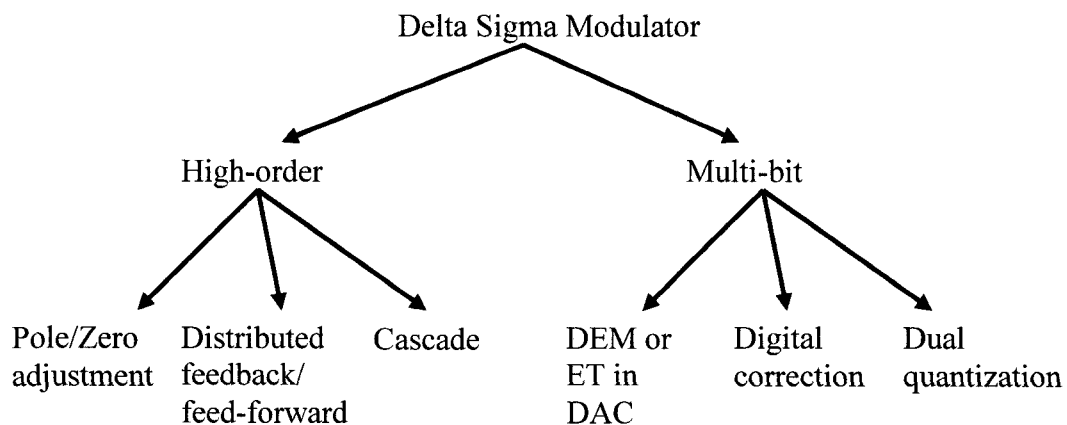 Delta Sigma Modulator
High-order
Multi-bit
Pole/Zero
adjustment
Distributed
feedback/
feed-forward
Cascade
DEM or
ET in
DAC
Digital
correction
Dual
quantization